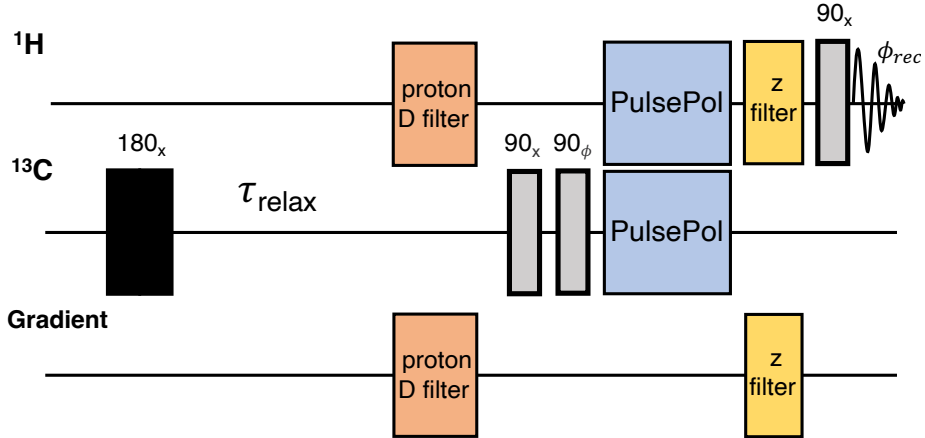 ¹H
90ₓ
ϕ_rec
proton
D filter
PulsePol
z
filter
¹³C
180ₓ
90ₓ
90_ϕ
τ_relax
PulsePol
Gradient
proton
D filter
z
filter